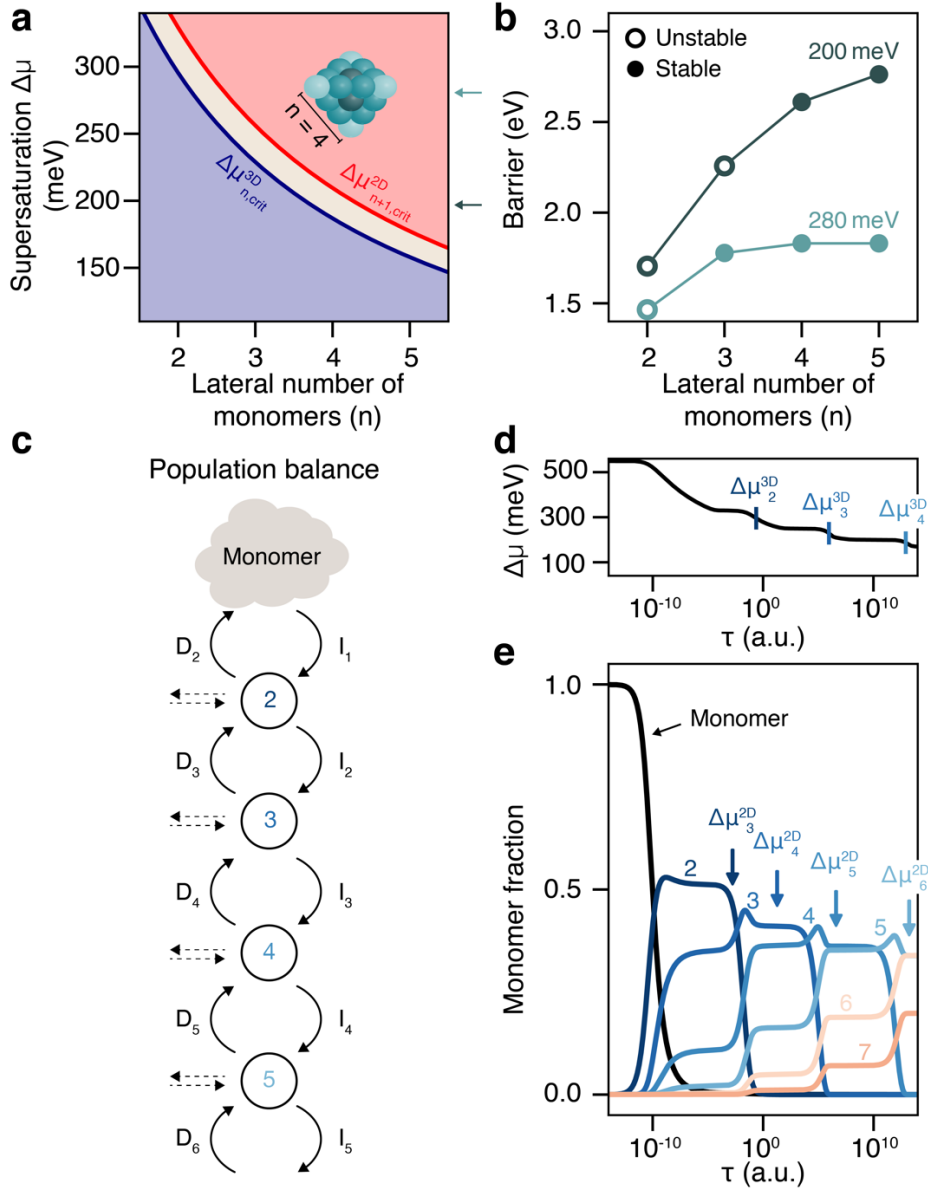 a
Supersaturation Δμ
(meV)
300
250
200
150
n = 4
Δμ³ᴰn,crit
Δμ²ᴰn+1,crit
2
3
4
5
Lateral number of
monomers (n)
b
Barrier (eV)
3.0
2.5
2.0
1.5
Unstable
Stable
200 meV
280 meV
2
3
4
5
Lateral number of
monomers (n)
c
Population balance
Monomer
D₂
I₁
2
D₃
I₂
3
D₄
I₃
4
D₅
I₄
5
D₆
I₅
d
Δμ (meV)
500
300
100
Δμ³ᴰ₂
Δμ³ᴰ₃
Δμ³ᴰ₄
10⁻¹⁰
10⁰
10¹⁰
τ (a.u.)
e
Monomer fraction
1.0
0.5
0.0
Monomer
Δμ²ᴰ₃
Δμ²ᴰ₄
Δμ²ᴰ₅
Δμ²ᴰ₆
2
3
4
5
6
7
10⁻¹⁰
10⁰
10¹⁰
τ (a.u.)